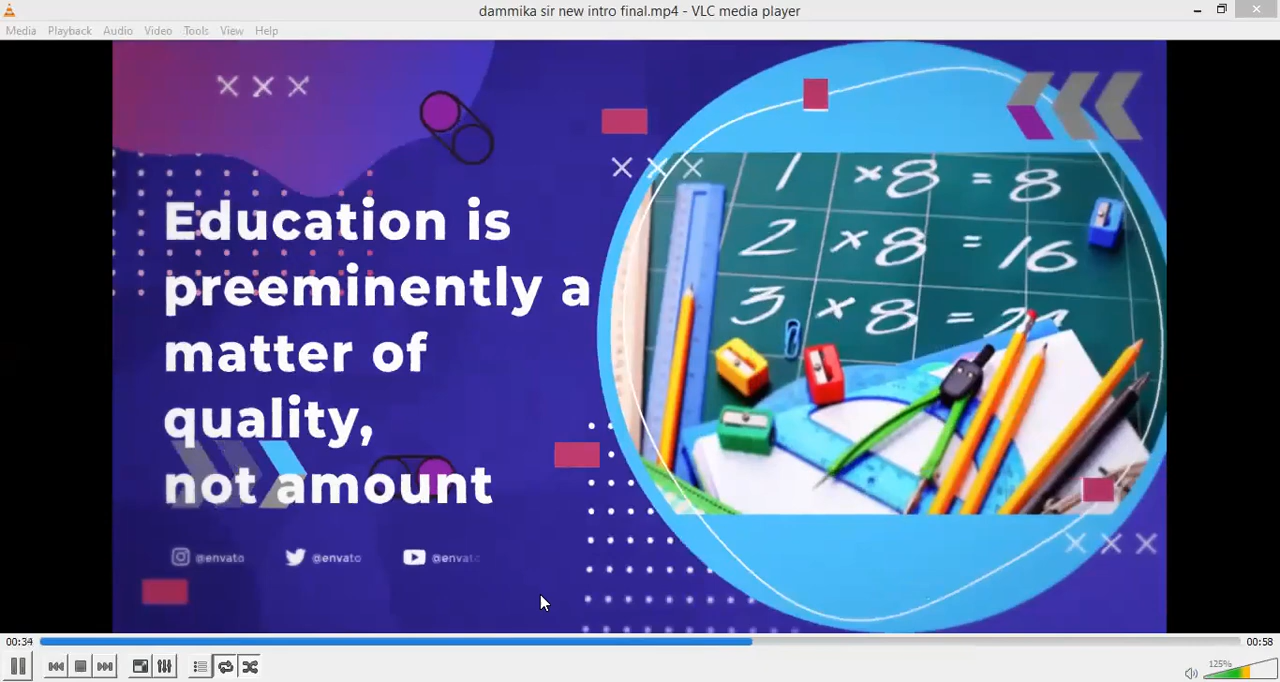 dammika sir new intro final.mp4 - VLC media player
Media Playback Audio Video Tools View Help
Education is
preeminently a
matter of
quality,
not amount
@envato @envato @envato
1 ×8 = 8
2 ×8 = 16
3 ×8 =
00:34
00:58
125%